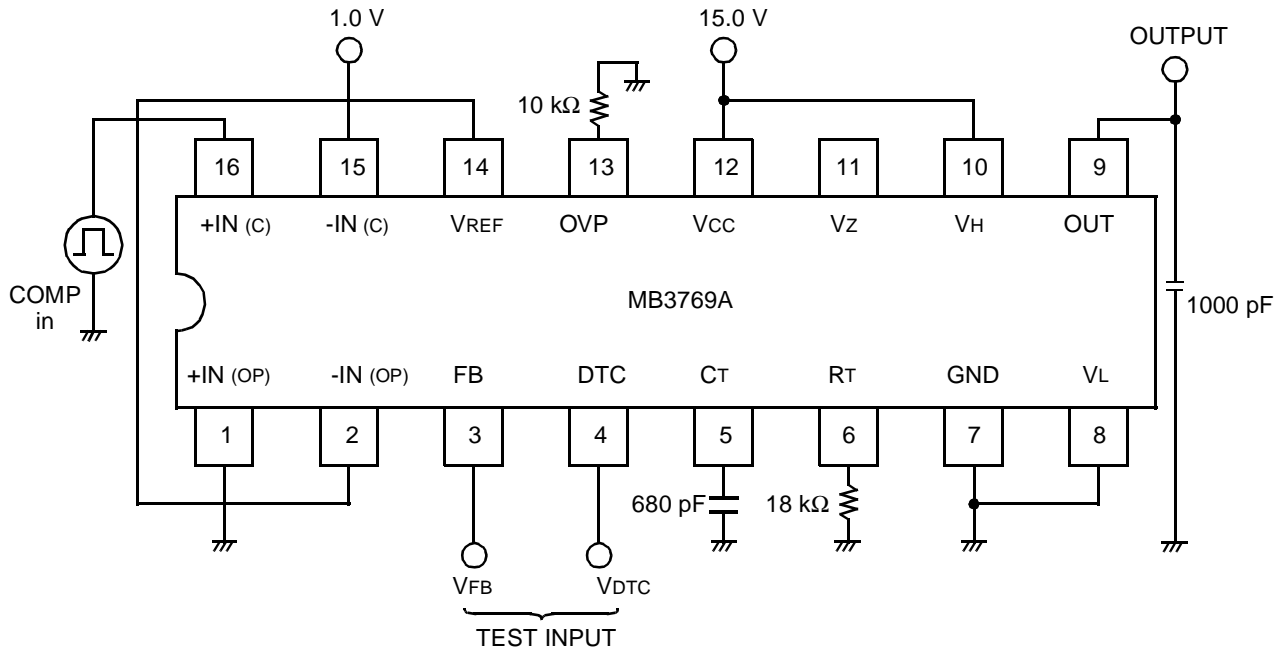 1.0 V
15.0 V
OUTPUT
10 kΩ
16
15
14
13
12
11
10
9
+IN (C)
-IN (C)
VREF
OVP
VCC
VZ
VH
OUT
COMP
in
MB3769A
1000 pF
+IN (OP)
-IN (OP)
FB
DTC
CT
RT
GND
VL
1
2
3
4
5
6
7
8
680 pF
18 kΩ
VFB
VDTC
TEST INPUT